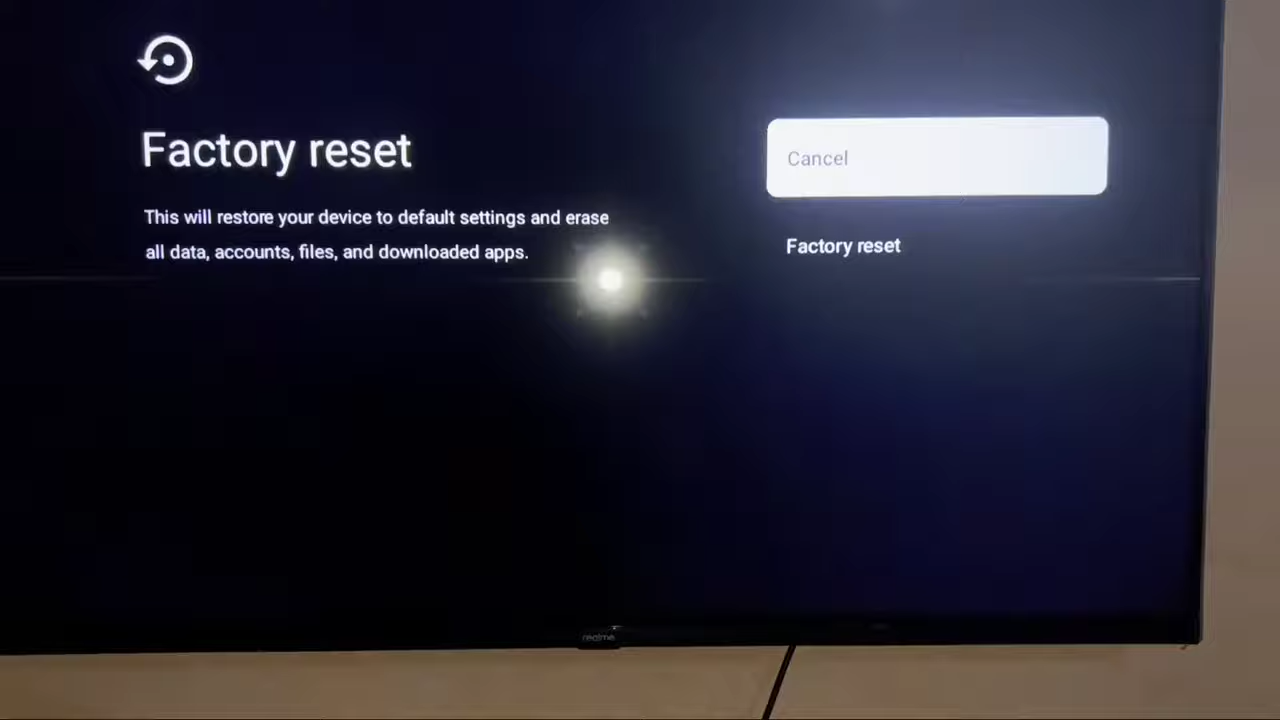 Factory reset
This will restore your device to default settings and erase
all data, accounts, files, and downloaded apps.
Cancel
Factory reset
realme